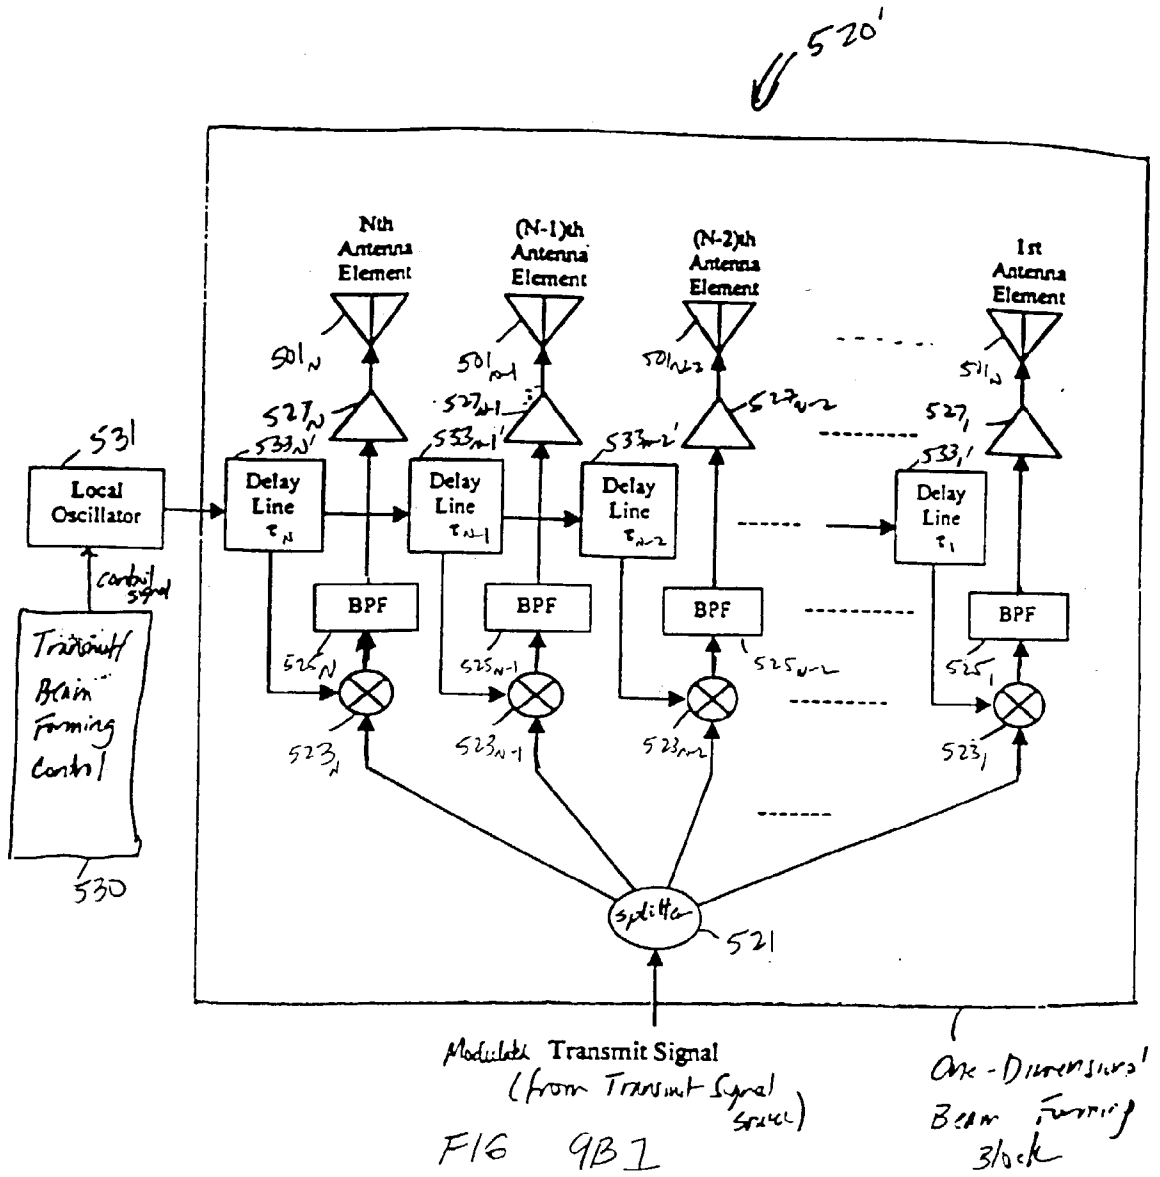 520'
Nth
Antenna
Element
(N-1)th
Antenna
Element
(N-2)th
Antenna
Element
1st
Antenna
Element
501N
501N-1
501N-2
501N
527N
527N-1
527N-2
5271
531
533N'
533N-1'
533N-2'
5331'
Local
Oscillator
Delay
Line
τN
Delay
Line
τN-1
Delay
Line
τN-2
Delay
Line
τ1
Control
signal
BPF
BPF
BPF
BPF
525N
525N-1
525N-2
5251
Transmit
Beam
Forming
Control
523N
523N-1
523N-2
5231
530
splitter
521
Modulated Transmit Signal
(from Transmit Signal
source)
One-Dimensional
Beam Forming
Block
FIG 9B1